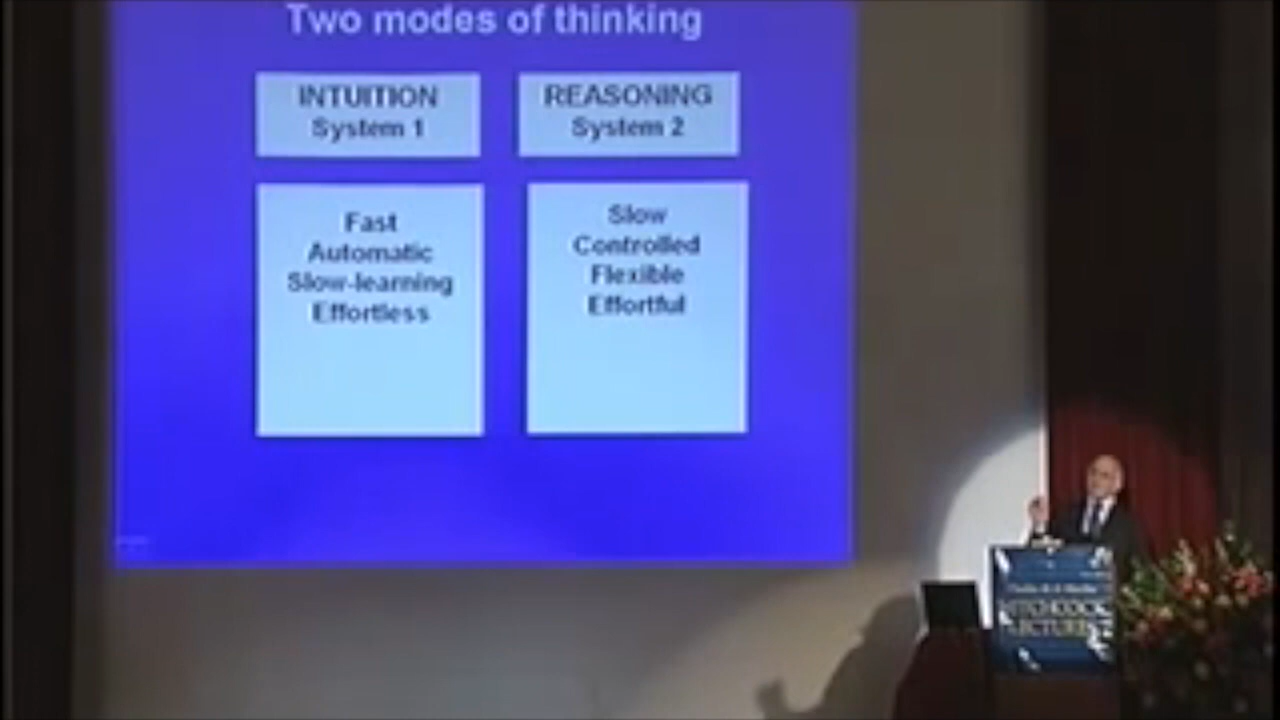 Two modes of thinking
INTUITION
System 1
REASONING
System 2
Fast
Automatic
Slow-learning
Effortless
Slow
Controlled
Flexible
Effortful
HITCHCOCK
LECTURES